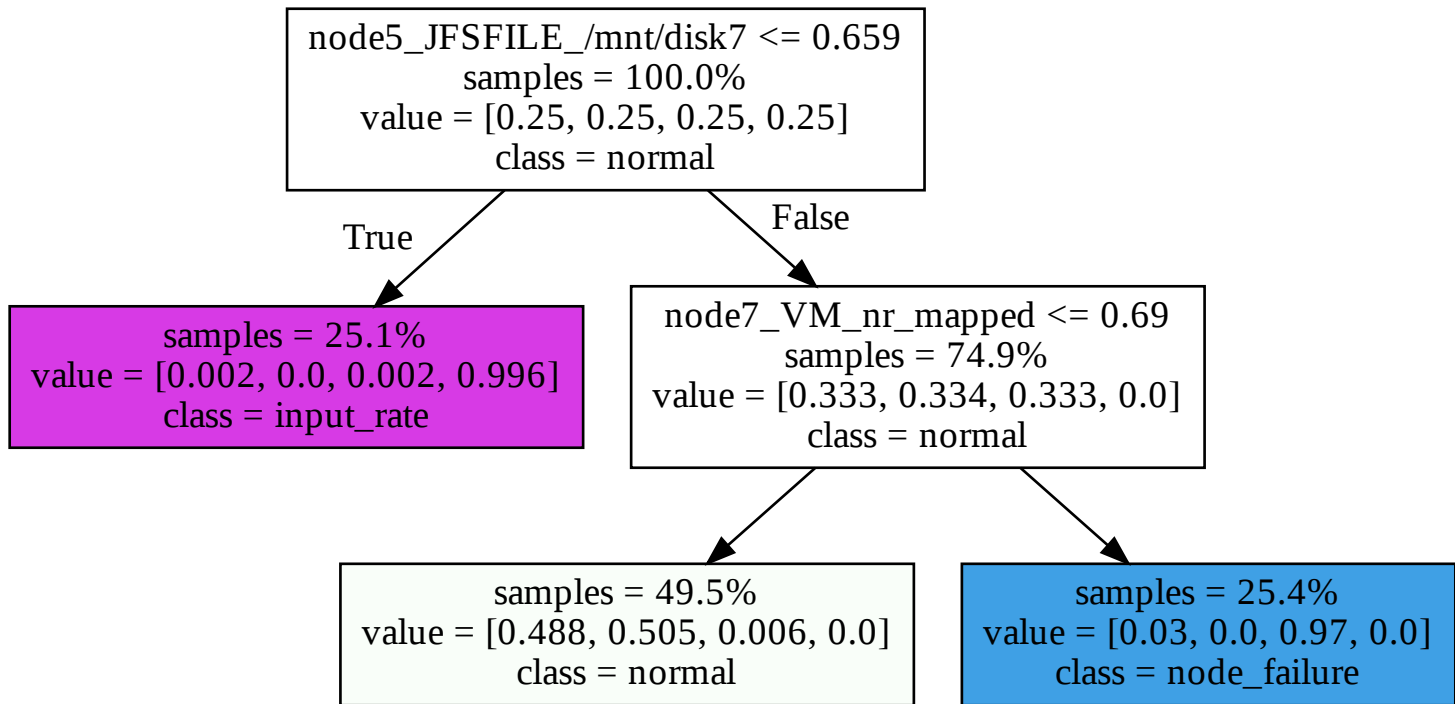 node5_JFSFILE_/mnt/disk7 <= 0.659
samples = 100.0%
value = [0.25, 0.25, 0.25, 0.25]
class = normal
True
False
samples = 25.1%
value = [0.002, 0.0, 0.002, 0.996]
class = input_rate
node7_VM_nr_mapped <= 0.69
samples = 74.9%
value = [0.333, 0.334, 0.333, 0.0]
class = normal
samples = 49.5%
value = [0.488, 0.505, 0.006, 0.0]
class = normal
samples = 25.4%
value = [0.03, 0.0, 0.97, 0.0]
class = node_failure